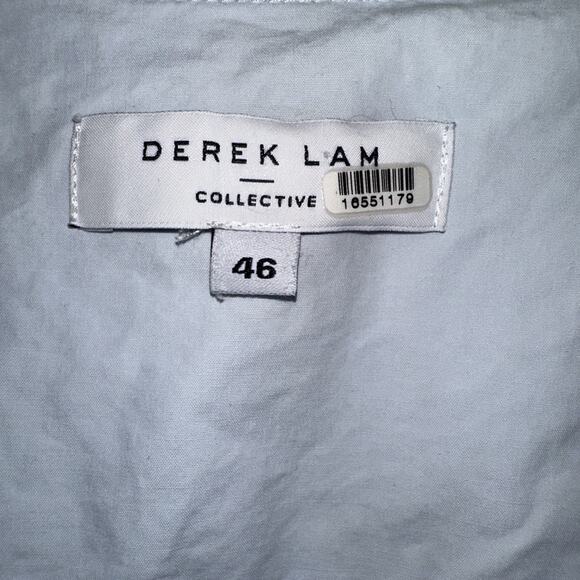 DEREK LAM
COLLECTIVE
16551179
46